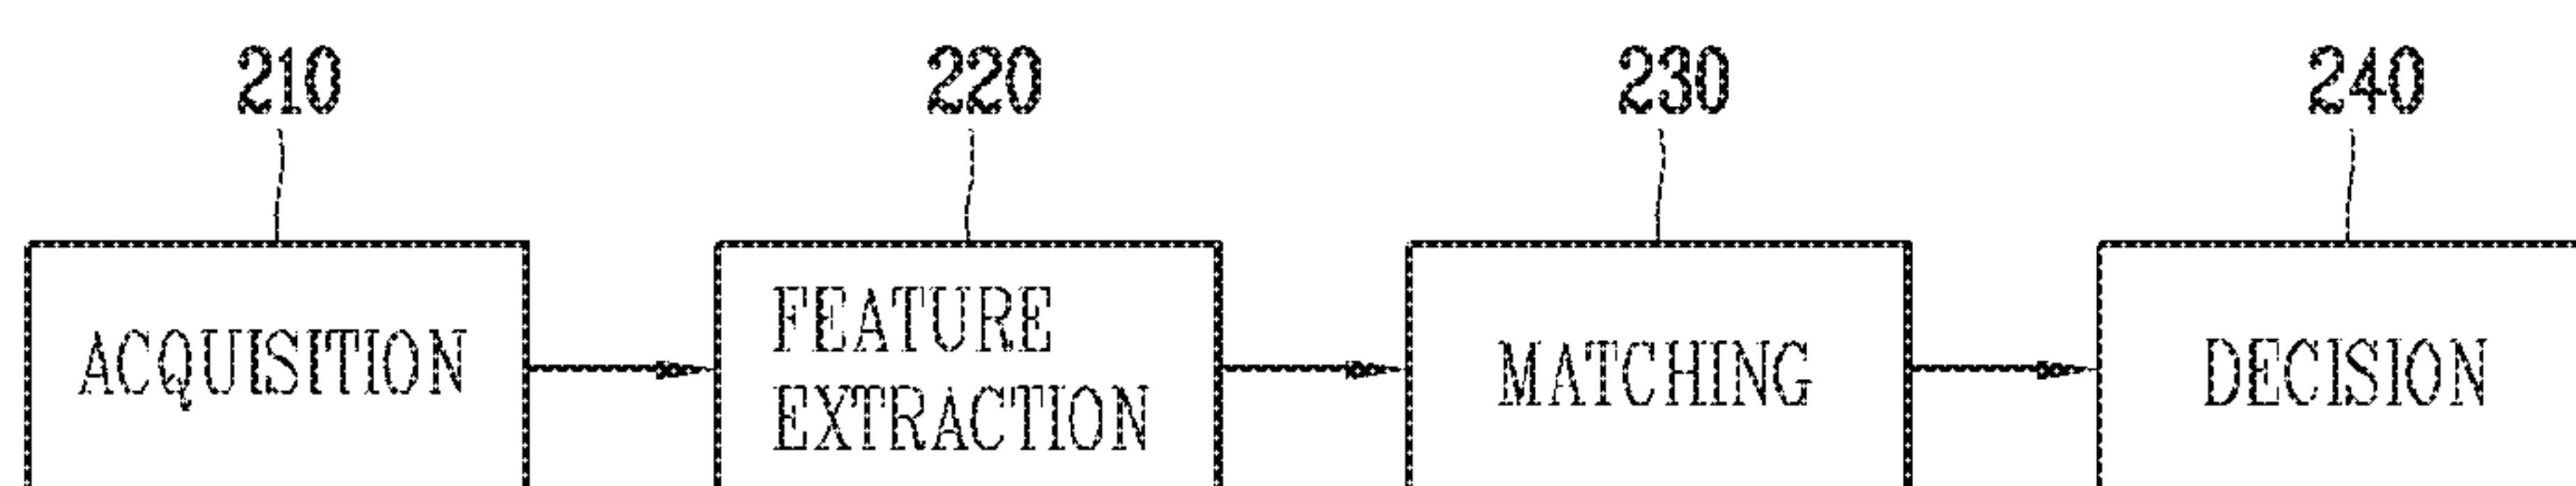 210
220
230
240
ACQUISITION
FEATURE
EXTRACTION
MATCHING
DECISION